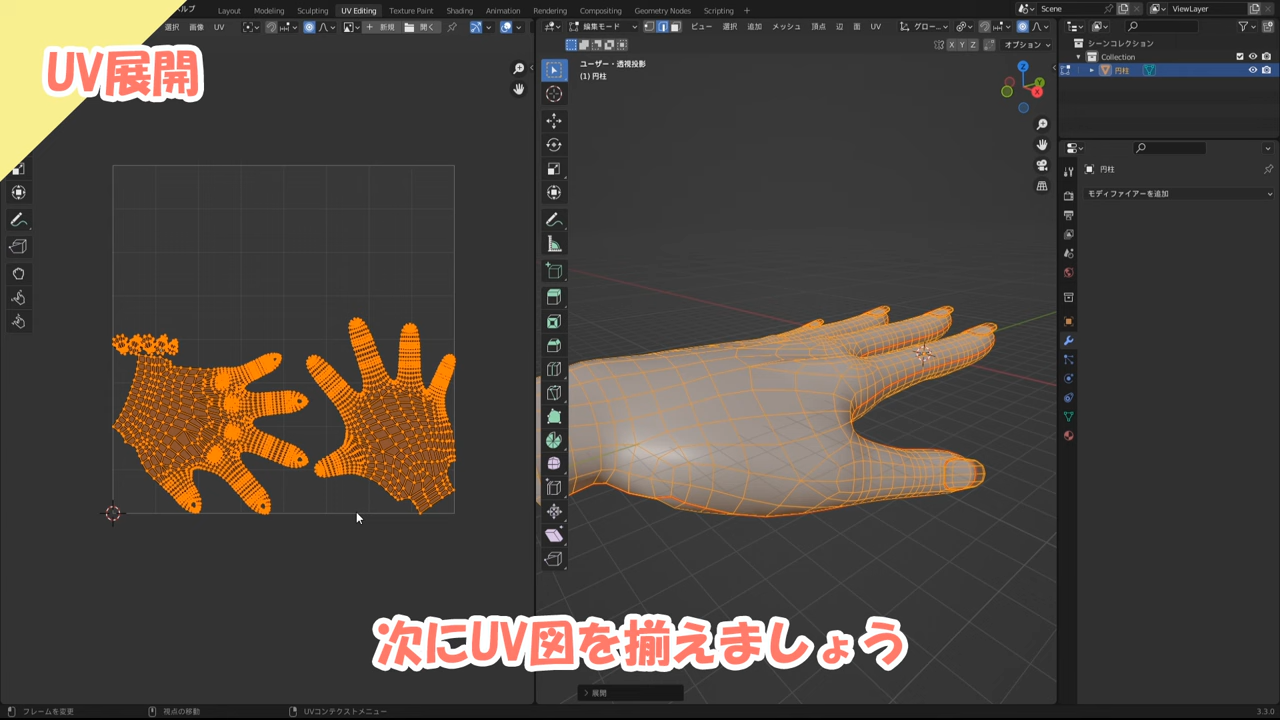 ルプ
Layout Modeling Sculpting UV Editing Texture Paint Shading Animation Rendering Compositing Geometry Nodes Scripting +
Scene
ViewLayer
選択 画像 UV
新規
開く
編集モード
選択 追加 メッシュ 頂点 辺 面 UV
グロー...
X Y Z
オプション
UV展開
ユーザー・透視投影
(1) 円柱
Z
Y
X
シーンコレクション
Collection
円柱
円柱
モディファイアーを追加
次にUV図を揃えましょう
展開
フレームを変更
視点の移動
UVコンテクストメニュー
3.3.0